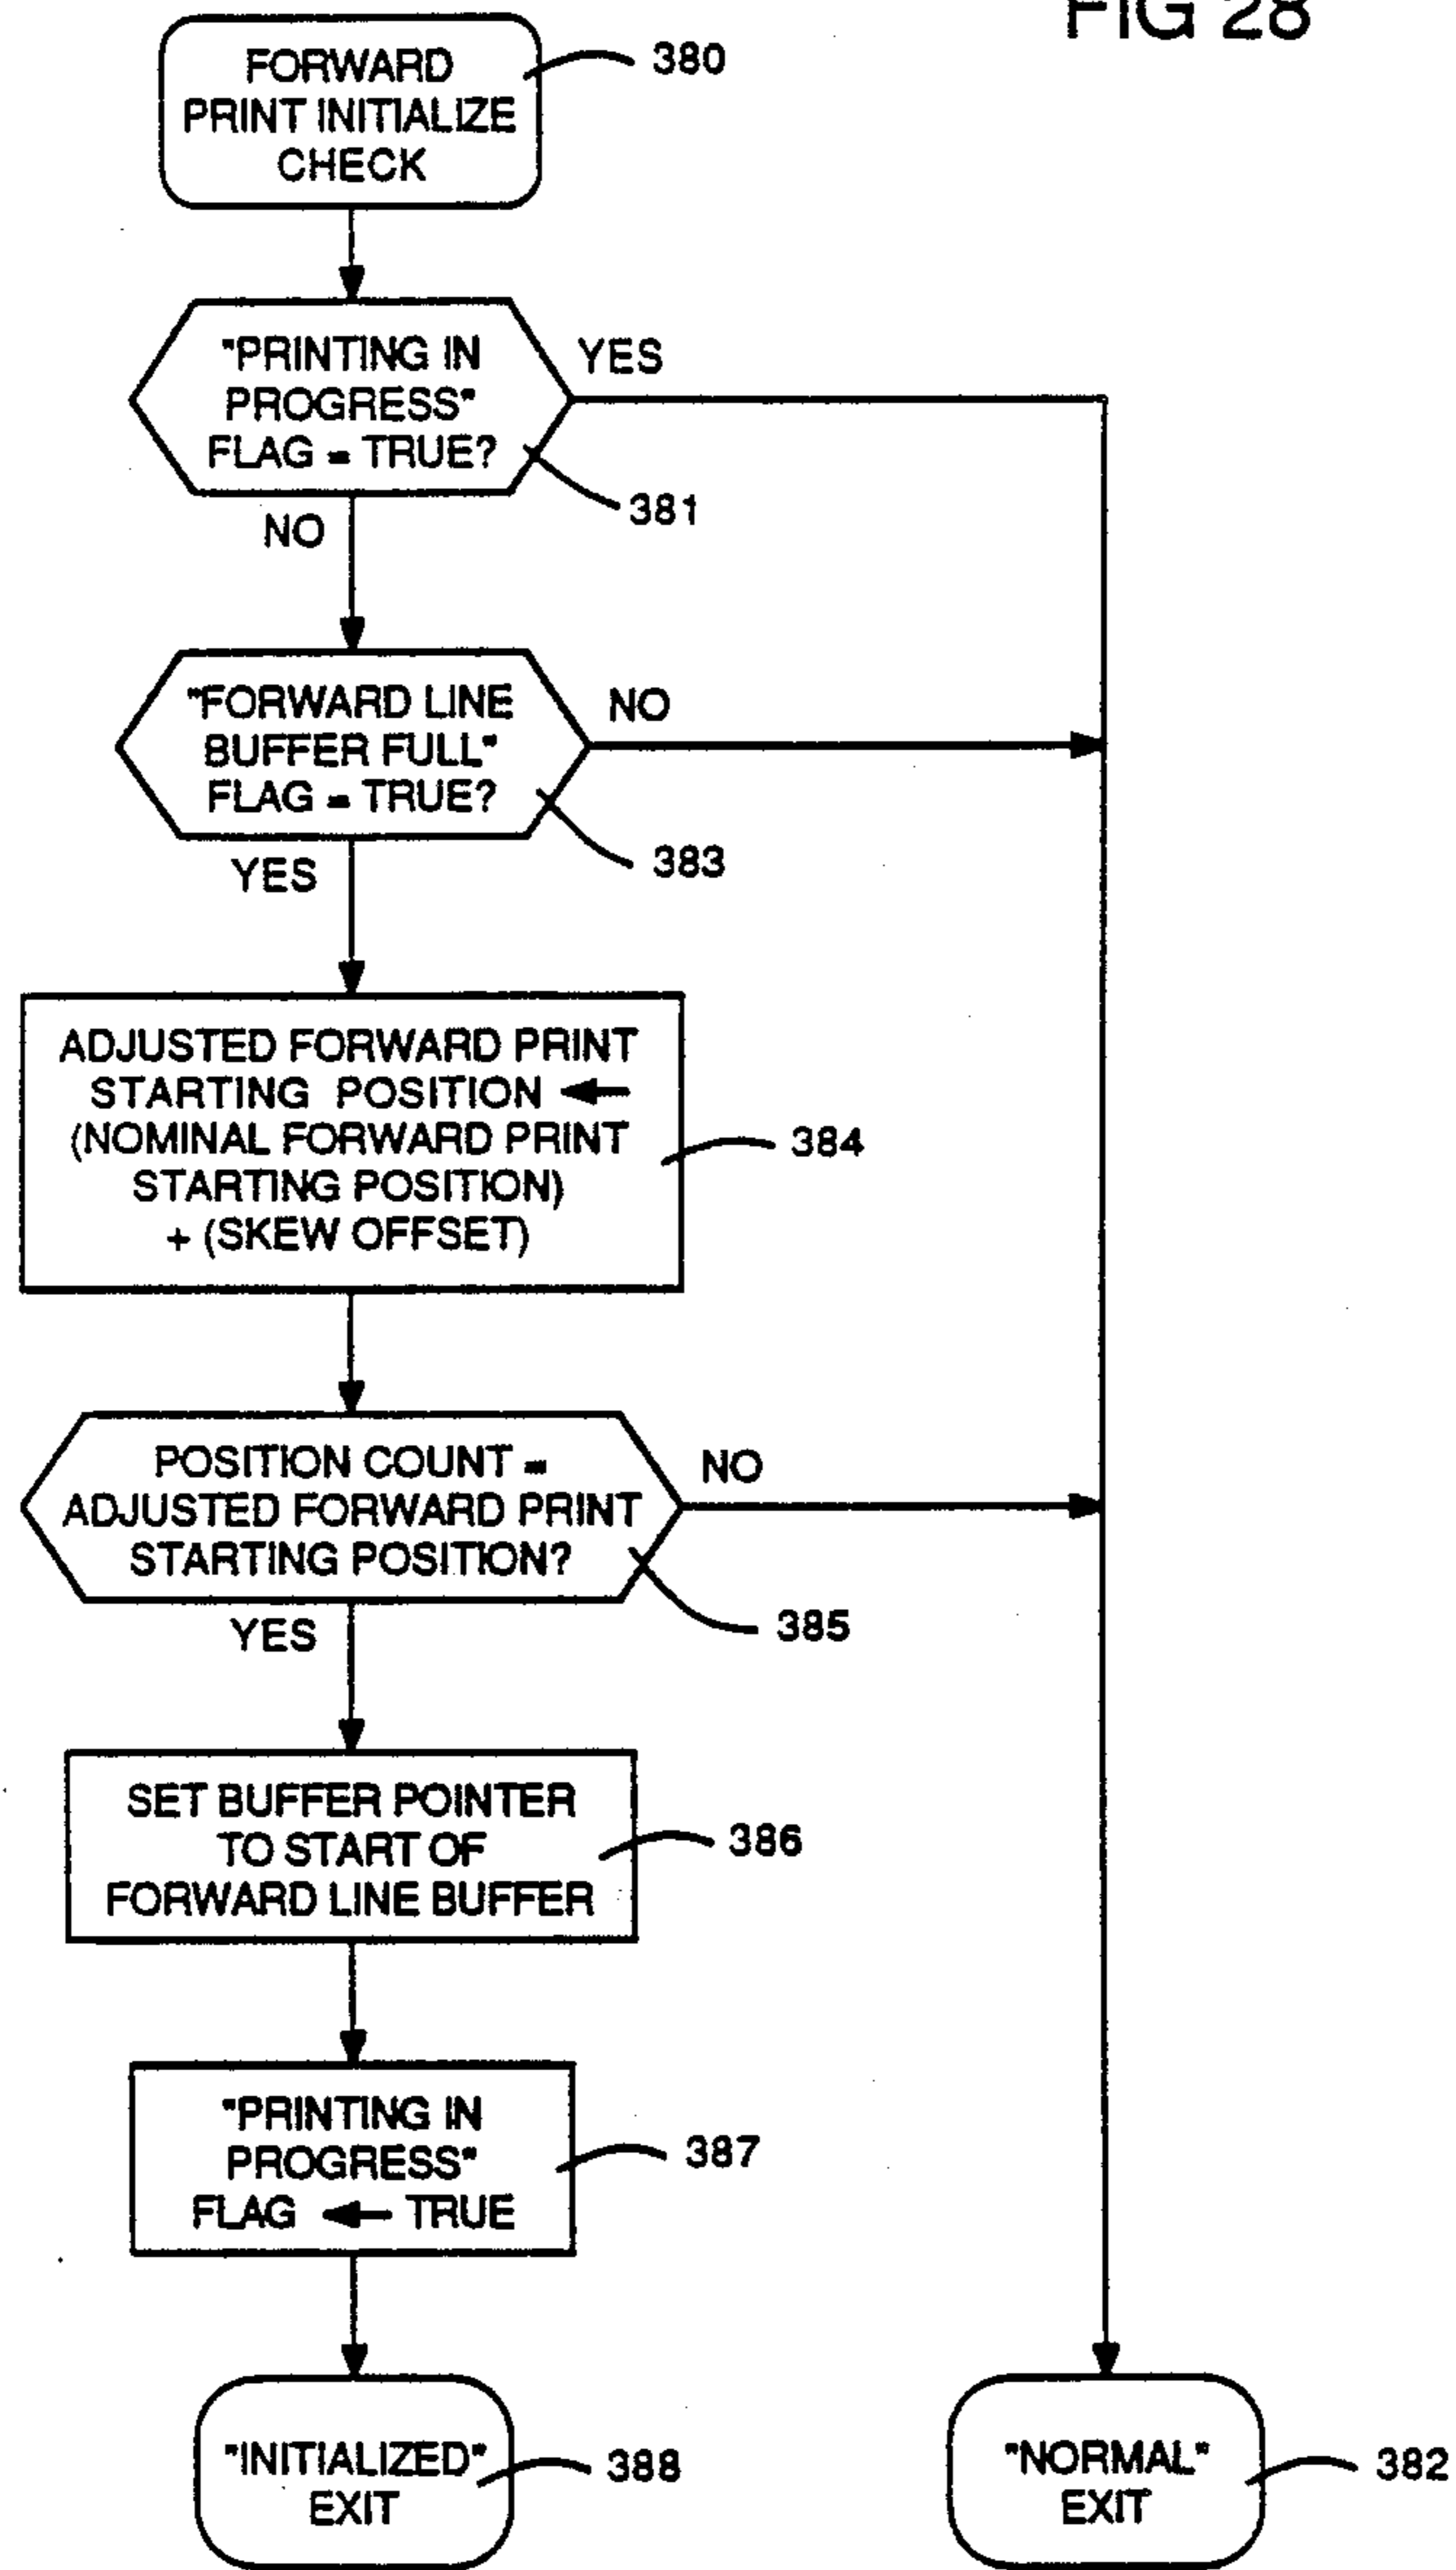 FIG 28
FORWARD
PRINT INITIALIZE
CHECK
380
"PRINTING IN
PROGRESS"
FLAG = TRUE?
YES
381
NO
"FORWARD LINE
BUFFER FULL"
FLAG = TRUE?
NO
383
YES
ADJUSTED FORWARD PRINT
STARTING POSITION ←
(NOMINAL FORWARD PRINT
STARTING POSITION)
+ (SKEW OFFSET)
384
POSITION COUNT =
ADJUSTED FORWARD PRINT
STARTING POSITION?
NO
385
YES
SET BUFFER POINTER
TO START OF
FORWARD LINE BUFFER
386
"PRINTING IN
PROGRESS"
FLAG ← TRUE
387
"INITIALIZED"
EXIT
388
"NORMAL"
EXIT
382